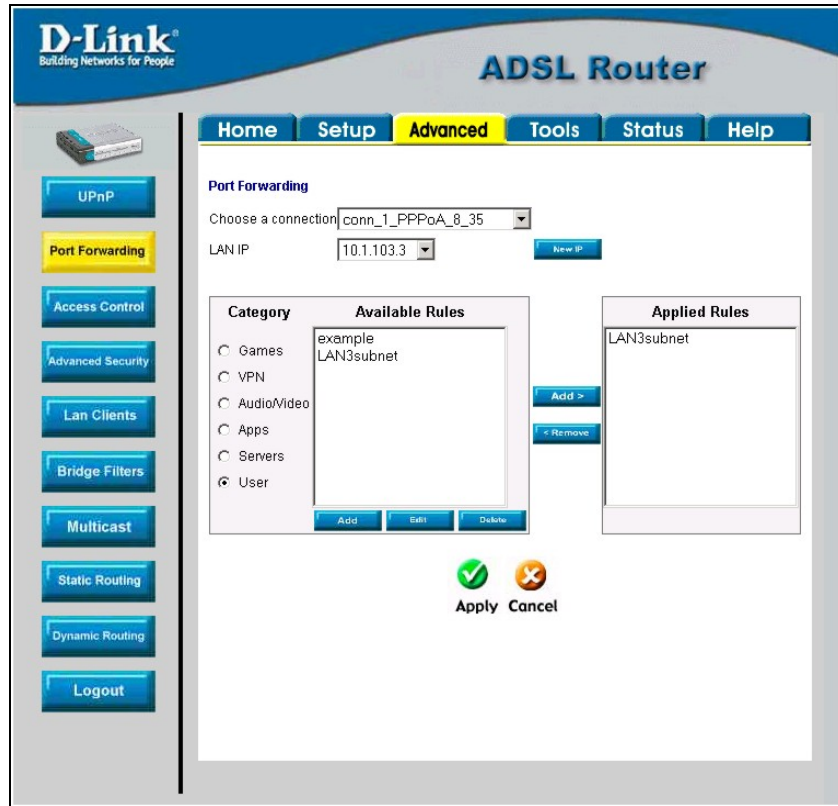 D-Link®
Building Networks for People
ADSL Router
Home Setup Advanced Tools Status Help
UPnP
Port Forwarding
Access Control
Advanced Security
Lan Clients
Bridge Filters
Multicast
Static Routing
Dynamic Routing
Logout
Port Forwarding
Choose a connection conn_1_PPPoA_8_35
LAN IP 10.1.103.3 New IP
Category Available Rules
Games
VPN
Audio/Video
Apps
Servers
User
example
LAN3subnet
Add Edit Delete
Add >
< Remove
Applied Rules
LAN3subnet
Apply Cancel